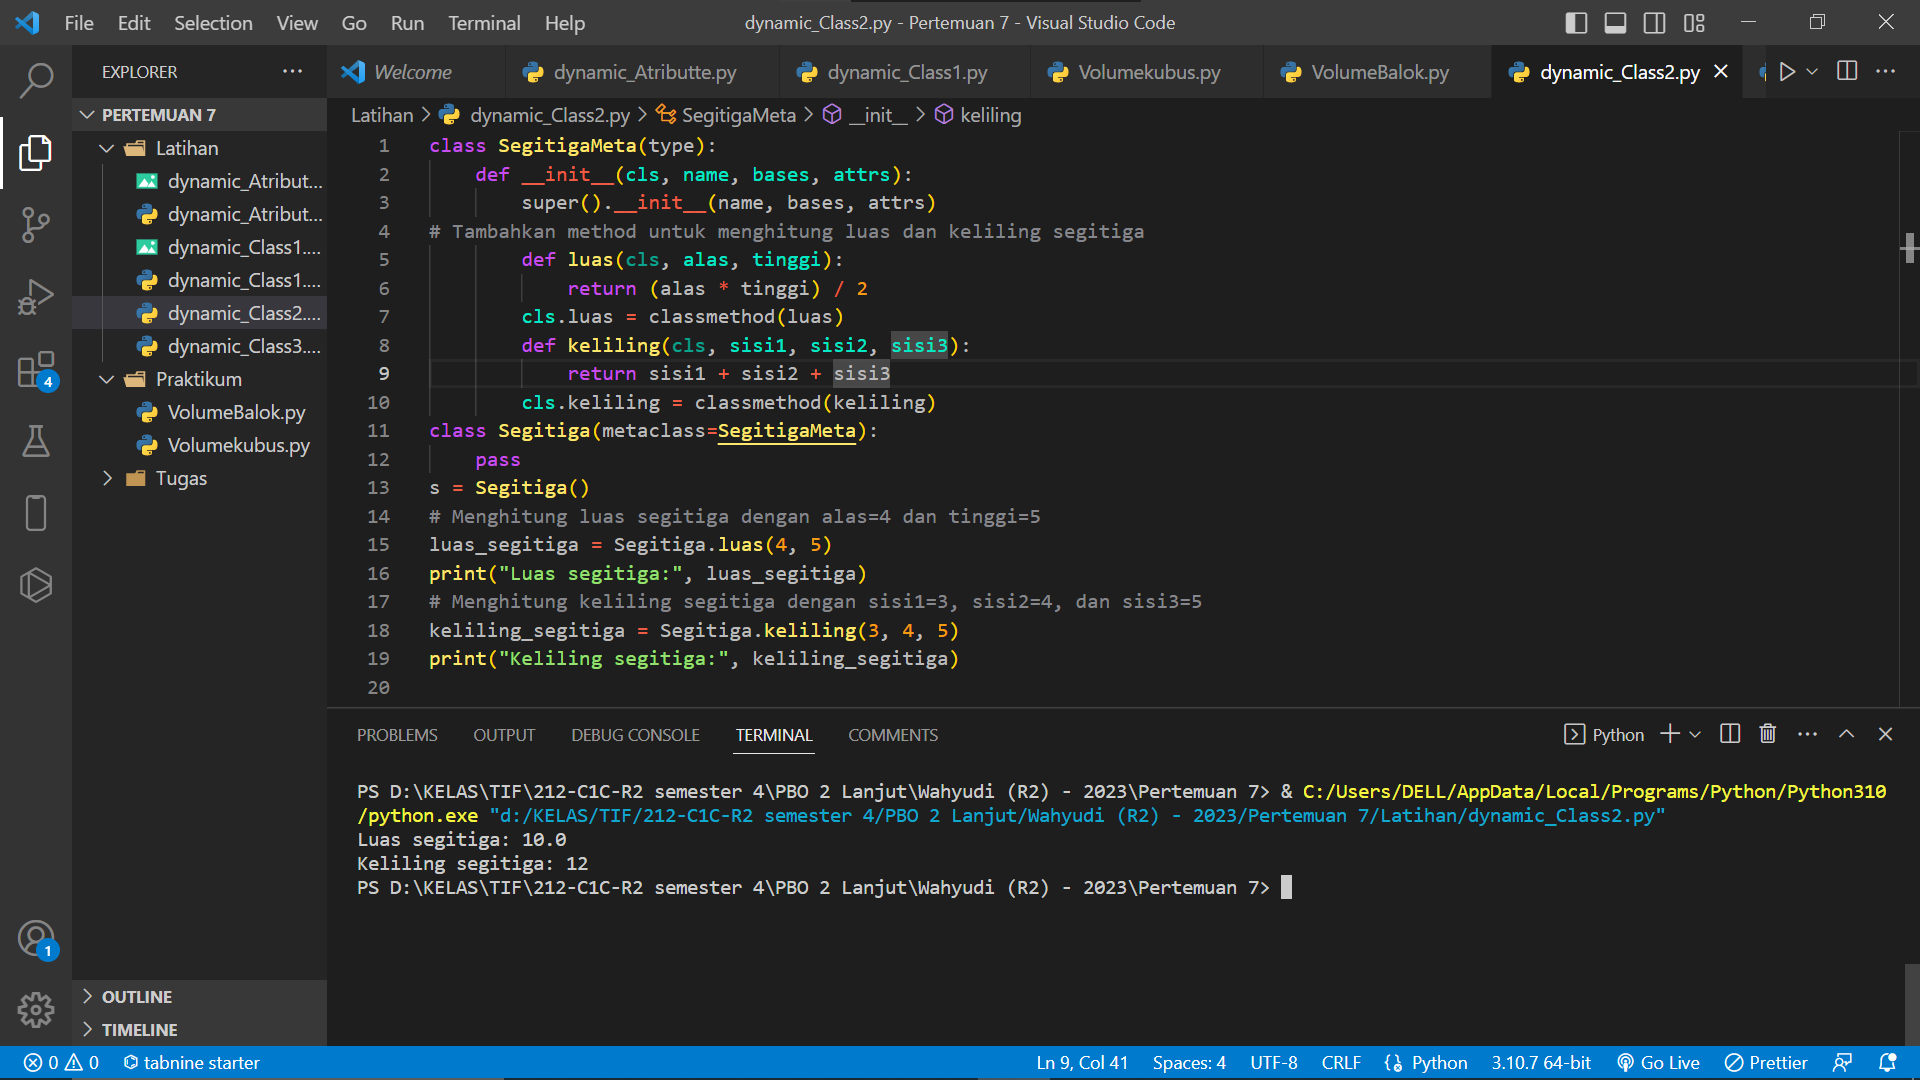 File Edit Selection View Go Run Terminal Help dynamic_Class2.py - Pertemuan 7 - Visual Studio Code
EXPLORER
Welcome dynamic_Atributte.py dynamic_Class1.py Volumekubus.py VolumeBalok.py dynamic_Class2.py
PERTEMUAN 7
Latihan
dynamic_Atribut...
dynamic_Atribut...
dynamic_Class1....
dynamic_Class1....
dynamic_Class2....
dynamic_Class3....
Praktikum
VolumeBalok.py
Volumekubus.py
Tugas
4
1
OUTLINE
TIMELINE
Latihan > dynamic_Class2.py > SegitigaMeta > __init__ > keliling
1 class SegitigaMeta(type):
2 def __init__(cls, name, bases, attrs):
3 super().__init__(name, bases, attrs)
4 # Tambahkan method untuk menghitung luas dan keliling segitiga
5 def luas(cls, alas, tinggi):
6 return (alas * tinggi) / 2
7 cls.luas = classmethod(luas)
8 def keliling(cls, sisi1, sisi2, sisi3):
9 return sisi1 + sisi2 + sisi3
10 cls.keliling = classmethod(keliling)
11 class Segitiga(metaclass=SegitigaMeta):
12 pass
13 s = Segitiga()
14 # Menghitung luas segitiga dengan alas=4 dan tinggi=5
15 luas_segitiga = Segitiga.luas(4, 5)
16 print("Luas segitiga:", luas_segitiga)
17 # Menghitung keliling segitiga dengan sisi1=3, sisi2=4, dan sisi3=5
18 keliling_segitiga = Segitiga.keliling(3, 4, 5)
19 print("Keliling segitiga:", keliling_segitiga)
20
PROBLEMS OUTPUT DEBUG CONSOLE TERMINAL COMMENTS Python
PS D:\KELAS\TIF\212-C1C-R2 semester 4\PBO 2 Lanjut\Wahyudi (R2) - 2023\Pertemuan 7> & C:/Users/DELL/AppData/Local/Programs/Python/Python310
/python.exe "d:/KELAS/TIF/212-C1C-R2 semester 4/PBO 2 Lanjut/Wahyudi (R2) - 2023/Pertemuan 7/Latihan/dynamic_Class2.py"
Luas segitiga: 10.0
Keliling segitiga: 12
PS D:\KELAS\TIF\212-C1C-R2 semester 4\PBO 2 Lanjut\Wahyudi (R2) - 2023\Pertemuan 7>
0 0 tabnine starter Ln 9, Col 41 Spaces: 4 UTF-8 CRLF Python 3.10.7 64-bit Go Live Prettier